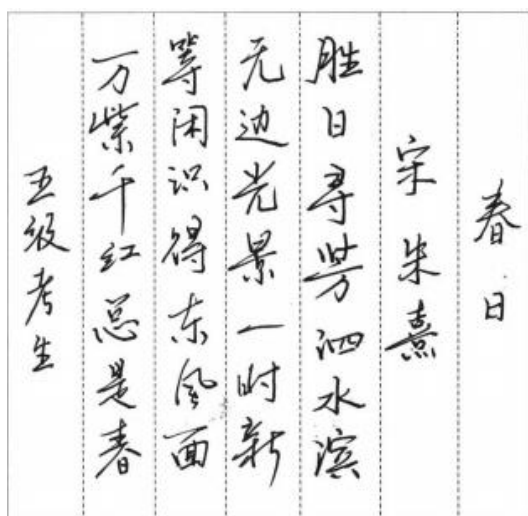 春日
宋 朱熹
胜日寻芳泗水滨
无边光景一时新
等闲识得东风面
万紫千红总是春
五级考生